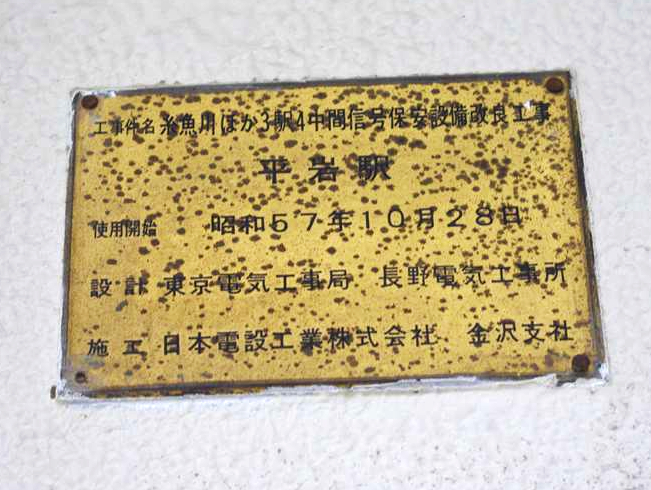 工事件名 糸魚川ほか3駅4中間信号保安設備改良工事
平岩駅
使用開始 昭和57年10月28日
設計 東京電気工事局 長野電気工事所
施工 日本電設工業株式会社 金沢支社